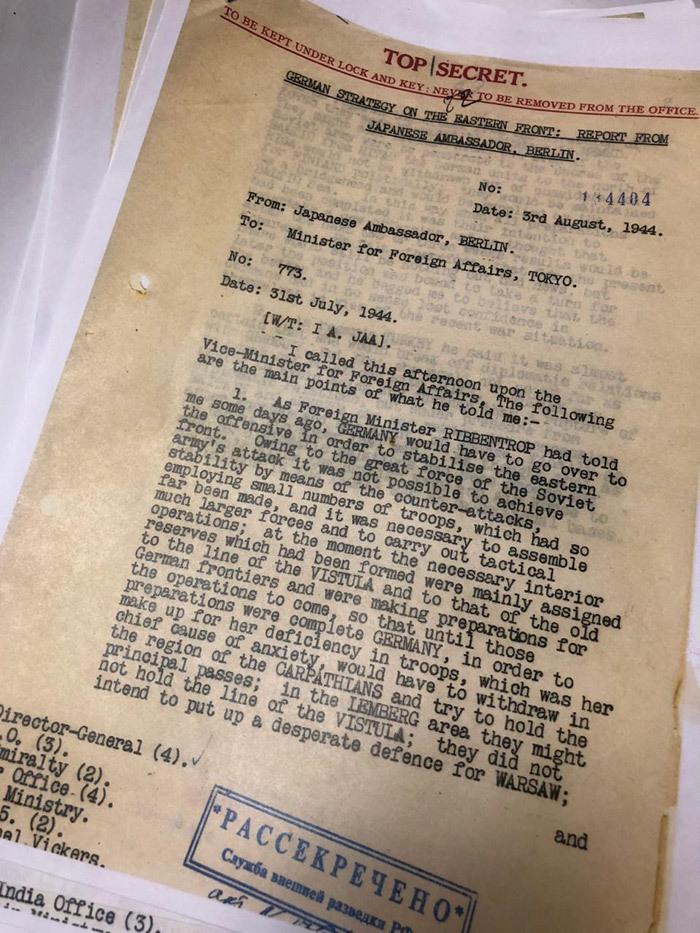 TO BE KEPT UNDER LOCK AND KEY: NEVER TO BE REMOVED FROM THE OFFICE.
TOP SECRET.
GERMAN STRATEGY ON THE EASTERN FRONT: REPORT FROM
JAPANESE AMBASSADOR, BERLIN.
No: 134404
Date: 3rd August, 1944.
From: Japanese Ambassador, BERLIN.
To: Minister for Foreign Affairs, TOKYO.
No: 773.
Date: 31st July, 1944.
[W/T: I A. JAA].
I called this afternoon upon the
Vice-Minister for Foreign Affairs. The following
are the main points of what he told me:-
1. As Foreign Minister RIBBENTROP had told
me some days ago, GERMANY would have to go over to
the offensive in order to stabilise the eastern
front. Owing to the great force of the Soviet
army's attack it was not possible to achieve
stability by means of the counter-attacks,
employing small numbers of troops, which had so
far been made, and it was necessary to assemble
much larger forces and to carry out tactical
operations; at the moment the necessary interior
reserves which had been formed were mainly assigned
to the line of the VISTULA and to that of the old
German frontiers and were making preparations for
the operations to come, so that until those
preparations were complete GERMANY, in order to
make up for her deficiency in troops, which was her
chief cause of anxiety, would have to withdraw in
the region of the CARPATHIANS and try to hold the
principal passes; in the LEMBERG area they might
not hold the line of the VISTULA; they did not
intend to put up a desperate defence for WARSAW;
and
Director-General (4).
.O. (3).
miralty (2).
Office (4).
Ministry.
5. (2).
Vickers.
India Office (3).
*РАССЕКРЕЧЕНО*
Служба внешней разведки РФ
акт